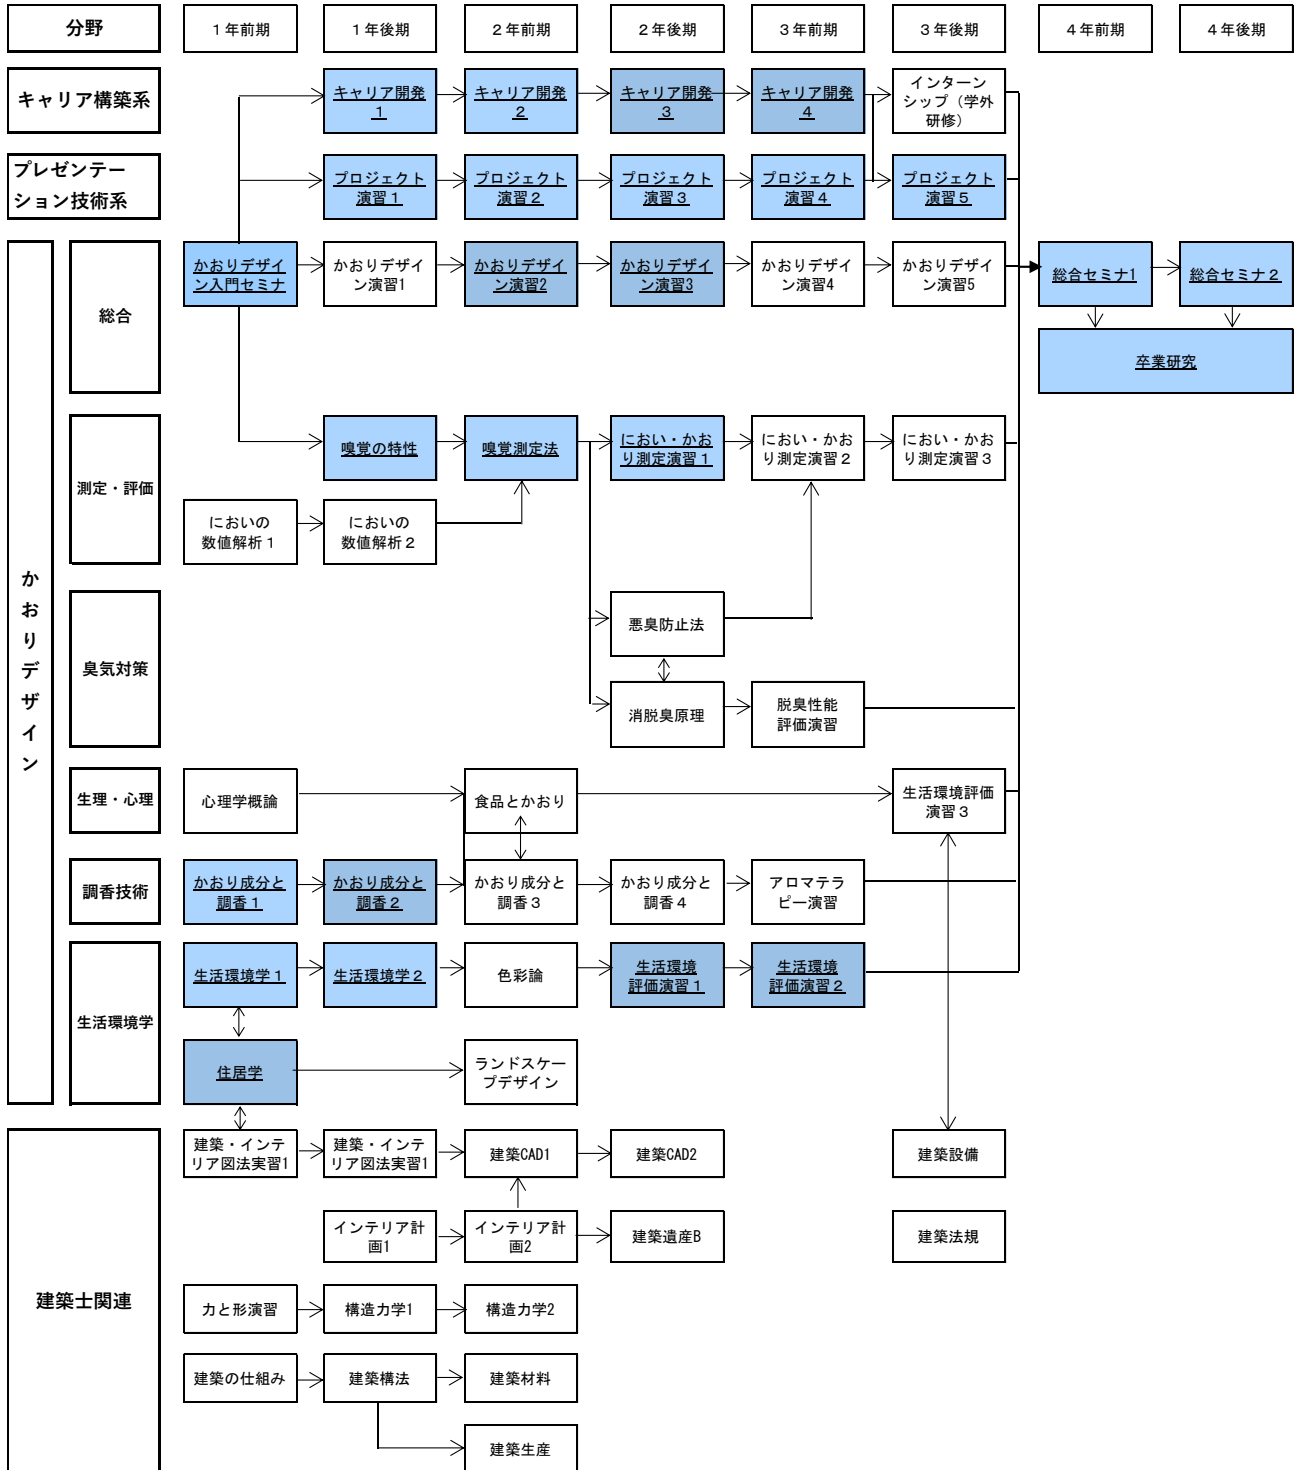 分野
１年前期
１年後期
２年前期
２年後期
３年前期
３年後期
４年前期
４年後期
キャリア構築系
キャリア開発
１
キャリア開発
２
キャリア開発
３
キャリア開発
４
インターン
シップ（学外
研修）
プレゼンテー
ション技術系
プロジェクト
演習１
プロジェクト
演習２
プロジェクト
演習３
プロジェクト
演習４
プロジェクト
演習５
かおりデザイン
総合
かおりデザイ
ン入門セミナ
かおりデザイ
ン演習1
かおりデザイ
ン演習2
かおりデザイ
ン演習3
かおりデザイ
ン演習4
かおりデザイ
ン演習5
総合セミナ1
総合セミナ２
卒業研究
測定・評価
嗅覚の特性
嗅覚測定法
におい・かお
り測定演習１
におい・かお
り測定演習２
におい・かお
り測定演習３
においの
数値解析１
においの
数値解析２
臭気対策
悪臭防止法
消脱臭原理
脱臭性能
評価演習
生理・心理
心理学概論
食品とかおり
生活環境評価
演習３
調香技術
かおり成分と
調香１
かおり成分と
調香２
かおり成分と
調香３
かおり成分と
調香４
アロマテラ
ピー演習
生活環境学
生活環境学１
生活環境学２
色彩論
生活環境
評価演習１
生活環境
評価演習２
住居学
ランドスケー
プデザイン
建築士関連
建築・インテ
リア図法実習1
建築・インテ
リア図法実習1
建築CAD1
建築CAD2
建築設備
インテリア計
画1
インテリア計
画2
建築遺産B
建築法規
力と形演習
構造力学1
構造力学2
建築の仕組み
建築構法
建築材料
建築生産